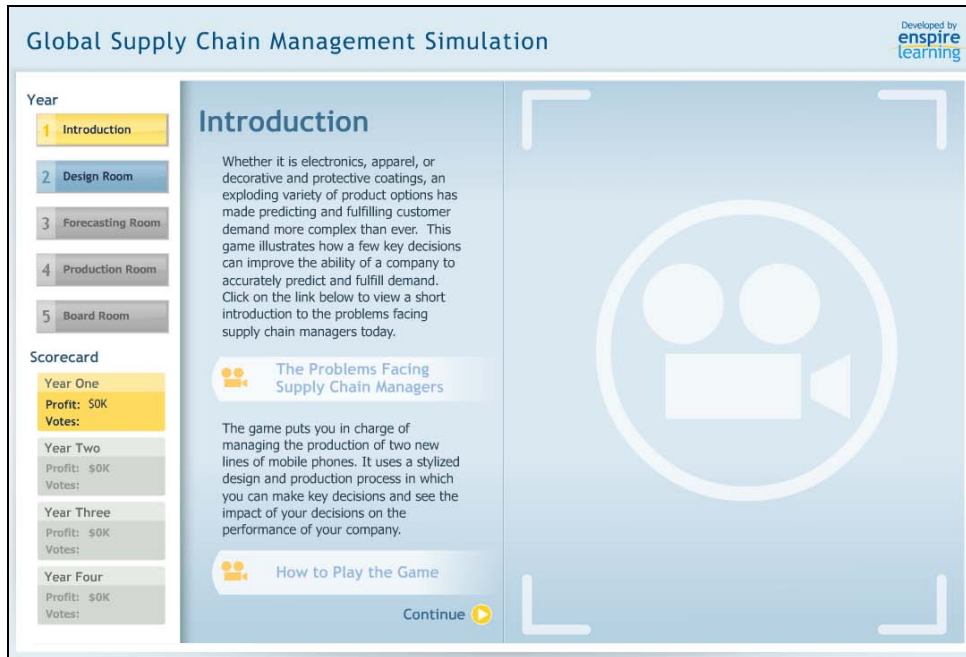 Global Supply Chain Management Simulation
Developed by
enspire
learning
Year
1 Introduction
2 Design Room
3 Forecasting Room
4 Production Room
5 Board Room
Scorecard
Year One
Profit: $0K
Votes:
Year Two
Profit: $0K
Votes:
Year Three
Profit: $0K
Votes:
Year Four
Profit: $0K
Votes:
Introduction
Whether it is electronics, apparel, or
decorative and protective coatings, an
exploding variety of product options has
made predicting and fulfilling customer
demand more complex than ever. This
game illustrates how a few key decisions
can improve the ability of a company to
accurately predict and fulfill demand.
Click on the link below to view a short
introduction to the problems facing
supply chain managers today.
The Problems Facing
Supply Chain Managers
The game puts you in charge of
managing the production of two new
lines of mobile phones. It uses a stylized
design and production process in which
you can make key decisions and see the
impact of your decisions on the
performance of your company.
How to Play the Game
Continue